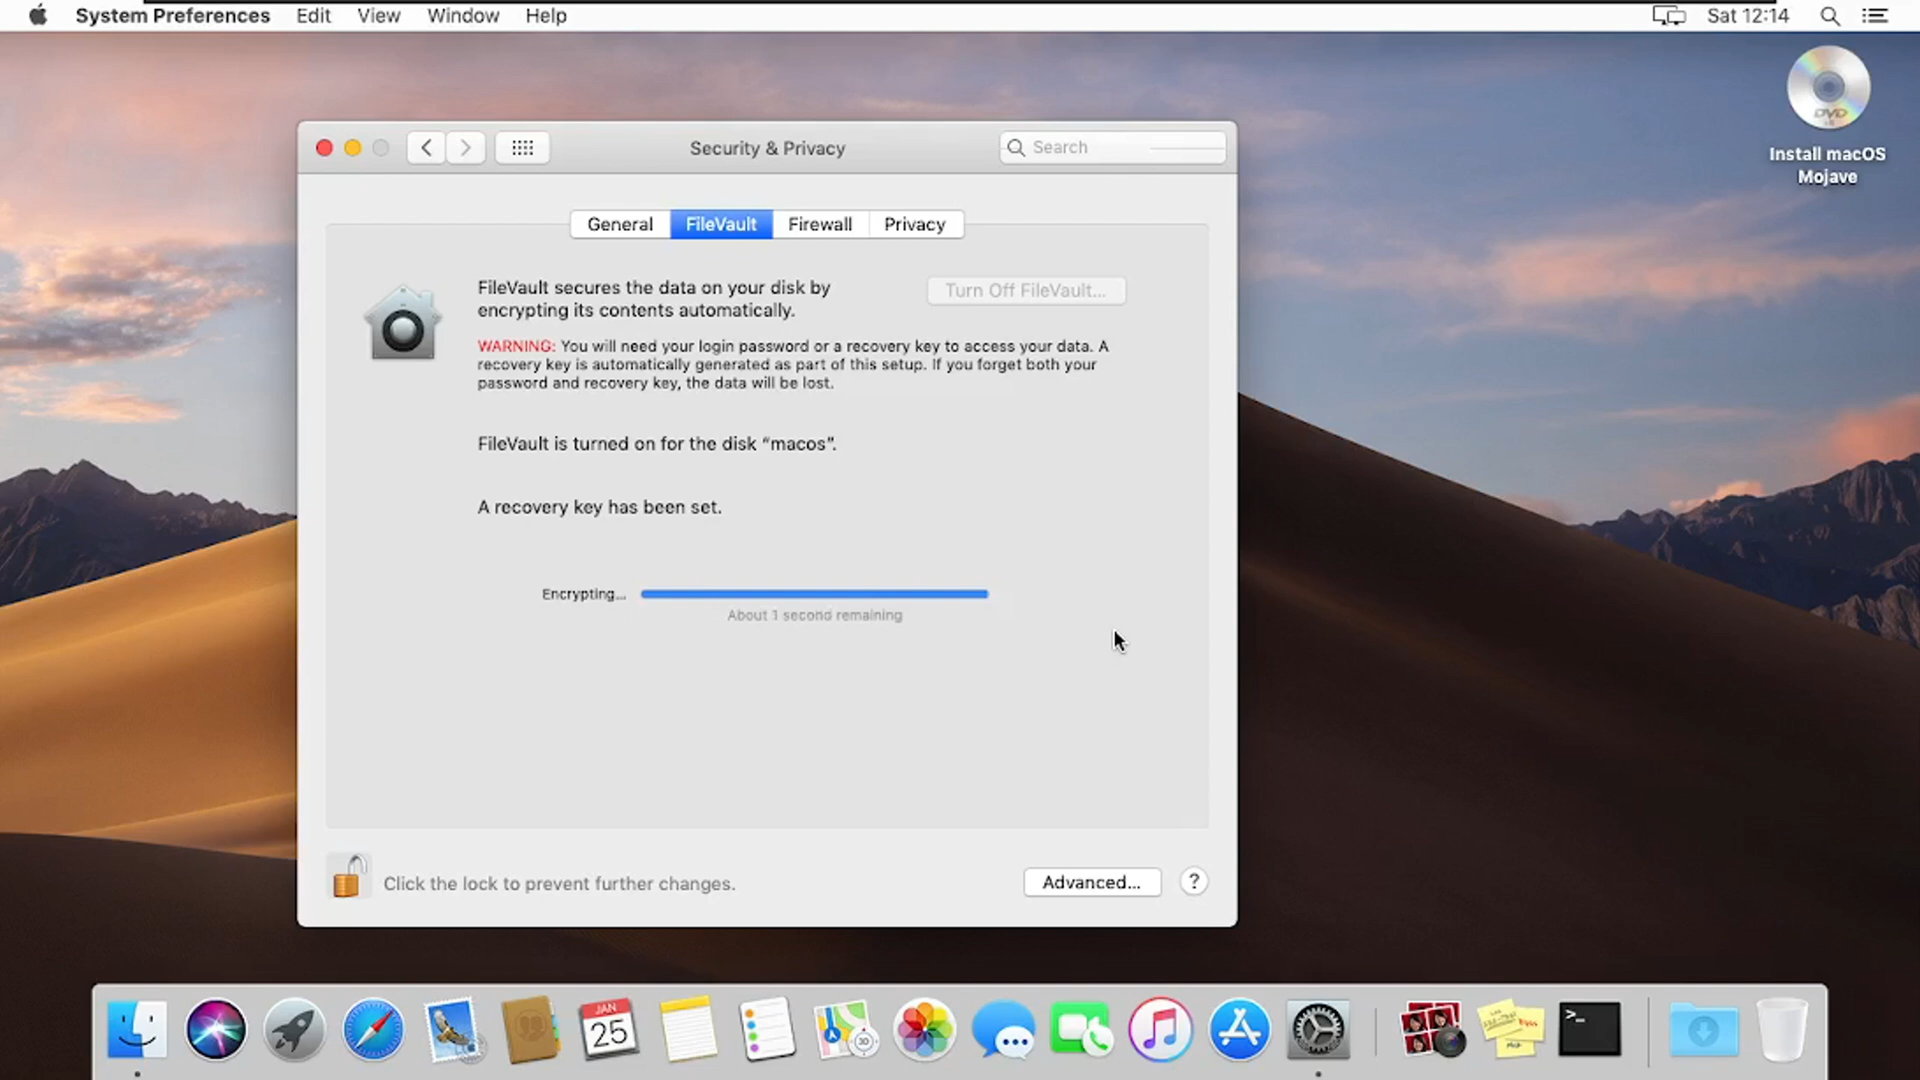 System Preferences Edit View Window Help
Sat 12:14
DVD
Install macOS
Mojave
Security & Privacy
Search
General FileVault Firewall Privacy
FileVault secures the data on your disk by
encrypting its contents automatically.
Turn Off FileVault...
WARNING: You will need your login password or a recovery key to access your data. A
recovery key is automatically generated as part of this setup. If you forget both your
password and recovery key, the data will be lost.
FileVault is turned on for the disk “macos”.
A recovery key has been set.
Encrypting...
About 1 second remaining
Click the lock to prevent further changes.
Advanced...
?
JAN
25